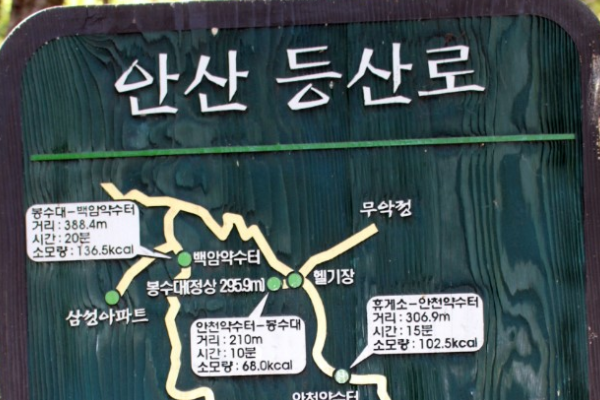 안산 등산로
봉수대-백암약수터
거리 : 388.4m
시간 : 20분
소모량 : 136.5kcal
무악정
백암약수터
봉수대(정상 295.9m)
헬기장
삼성아파트
안천약수터-봉수대
거리 : 210m
시간 : 10분
소모량 : 68.0kcal
휴게소-안천약수터
거리 : 306.9m
시간 : 15분
소모량 : 102.5kcal
안천약수터